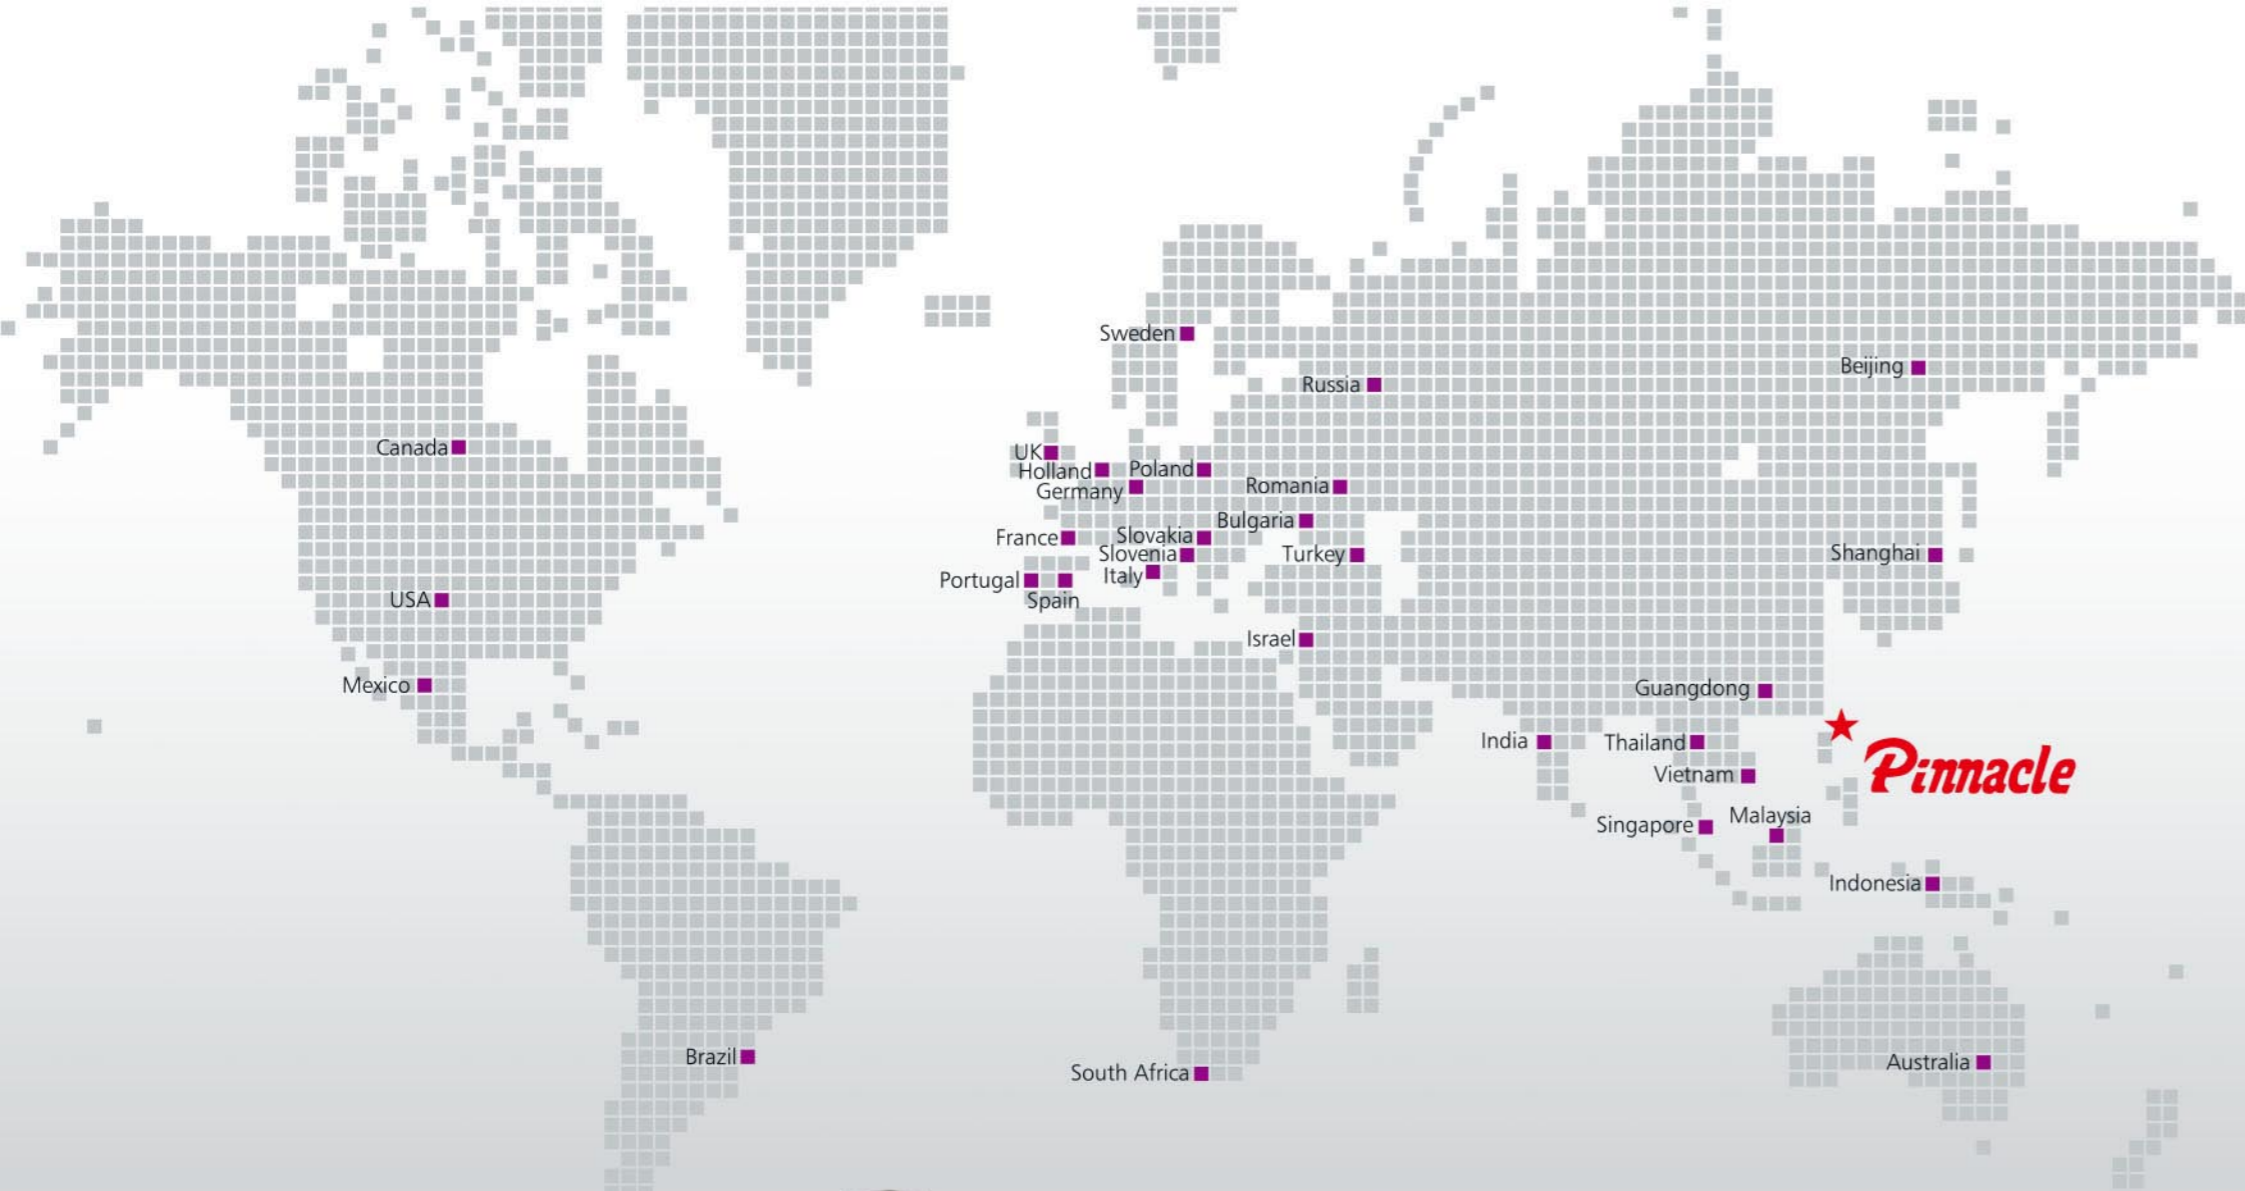 Sweden
Beijing
Russia
Canada
UK
Holland
Poland
Germany
Romania
Bulgaria
France
Slovakia
Slovenia
Turkey
Shanghai
Italy
Portugal
Spain
USA
Israel
Mexico
Guangdong
India
Thailand
Pinnacle
Vietnam
Malaysia
Singapore
Indonesia
Brazil
South Africa
Australia